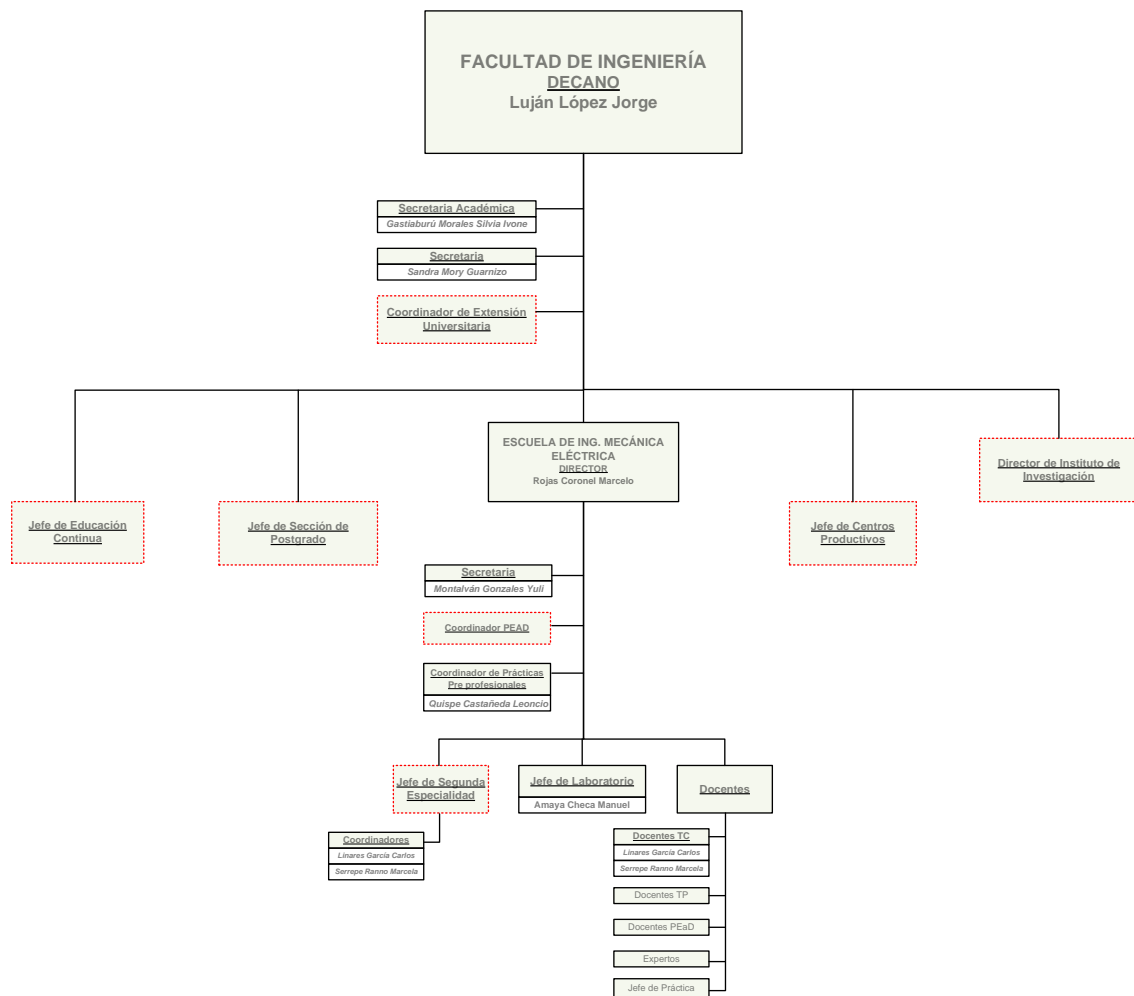 FACULTAD DE INGENIERÍA
DECANO
Luján López Jorge
Secretaria Académica
Gastiaburú Morales Silvia Ivone
Secretaria
Sandra Mory Guarnizo
Coordinador de Extensión
Universitaria
ESCUELA DE ING. MECÁNICA
ELÉCTRICA
DIRECTOR
Rojas Coronel Marcelo
Director de Instituto de
Investigación
Jefe de Educación
Continua
Jefe de Sección de
Postgrado
Jefe de Centros
Productivos
Secretaria
Montalván Gonzales Yuli
Coordinador PEAD
Coordinador de Prácticas
Pre profesionales
Quispe Castañeda Leoncio
Jefe de Segunda
Especialidad
Jefe de Laboratorio
Amaya Checa Manuel
Docentes
Coordinadores
Linares García Carlos
Serrepe Ranno Marcela
Docentes TC
Linares García Carlos
Serrepe Ranno Marcela
Docentes TP
Docentes PEaD
Expertos
Jefe de Práctica